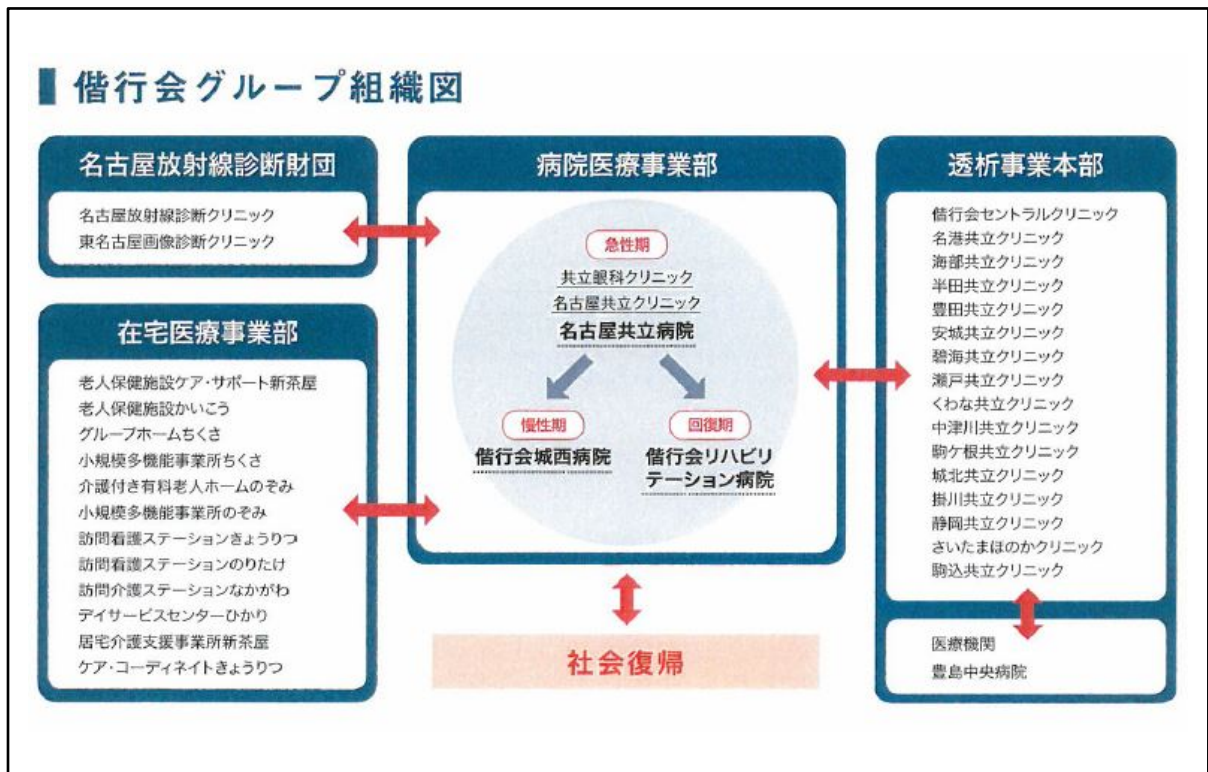 偕行会グループ組織図
名古屋放射線診断財団
名古屋放射線診断クリニック
東名古屋画像診断クリニック
在宅医療事業部
老人保健施設ケア・サポート新茶屋
老人保健施設かいこう
グループホームちくさ
小規模多機能事業所ちくさ
介護付き有料老人ホームのぞみ
小規模多機能事業所のぞみ
訪問看護ステーションきょうりつ
訪問看護ステーションのりたけ
訪問介護ステーションなかがわ
デイサービスセンターひかり
居宅介護支援事業所新茶屋
ケア・コーディネイトきょうりつ
病院医療事業部
急性期
共立眼科クリニック
名古屋共立クリニック
名古屋共立病院
慢性期
偕行会城西病院
回復期
偕行会リハビリ
テーション病院
社会復帰
透析事業本部
偕行会セントラルクリニック
名港共立クリニック
海部共立クリニック
半田共立クリニック
豊田共立クリニック
安城共立クリニック
碧海共立クリニック
瀬戸共立クリニック
くわな共立クリニック
中津川共立クリニック
駒ケ根共立クリニック
城北共立クリニック
掛川共立クリニック
静岡共立クリニック
さいたまほのかクリニック
駒込共立クリニック
医療機関
豊島中央病院